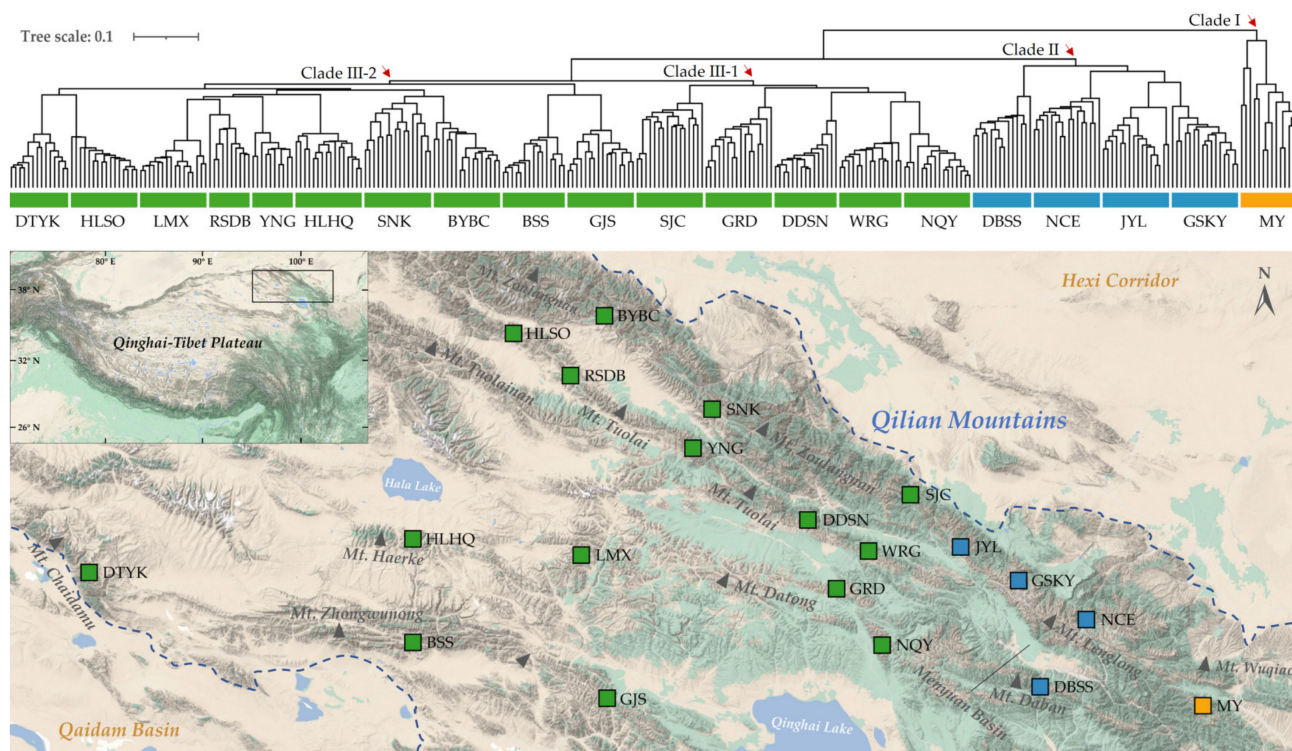 Clade I
Tree scale: 0.1
Clade II
Clade III-2
Clade III-1
DTYK HLSO LMX RSDB YNG HLHQ SNK BYBC BSS GJS SJC GRD DDSN WRG NQY DBSS NCE JYL GSKY MY
80° E 90° E 100° E
38° N
32° N
26° N
Qinghai-Tibet Plateau
Hexi Corridor
N
Mt. Zoulangnan
BYBC
HLSO
RSDB
Mt. Tuolainan
Mt. Tuolai
SNK
Qilian Mountains
YNG
Mt. Zoulangnan
Hala Lake
SJC
Mt. Tuolai
DDSN
HLHQ
Mt. Haerke
LMX
WRG
JYL
Mt. Chaidamu
DTYK
GRD
GSKY
Mt. Datong
Mt. Zhongwunong
BSS
NQY
NCE
Mt. Lenglong
Mt. Wuqiao
Menyuan Basin
Mt. Daban
DBSS
GJS
MY
Qinghai Lake
Qaidam Basin